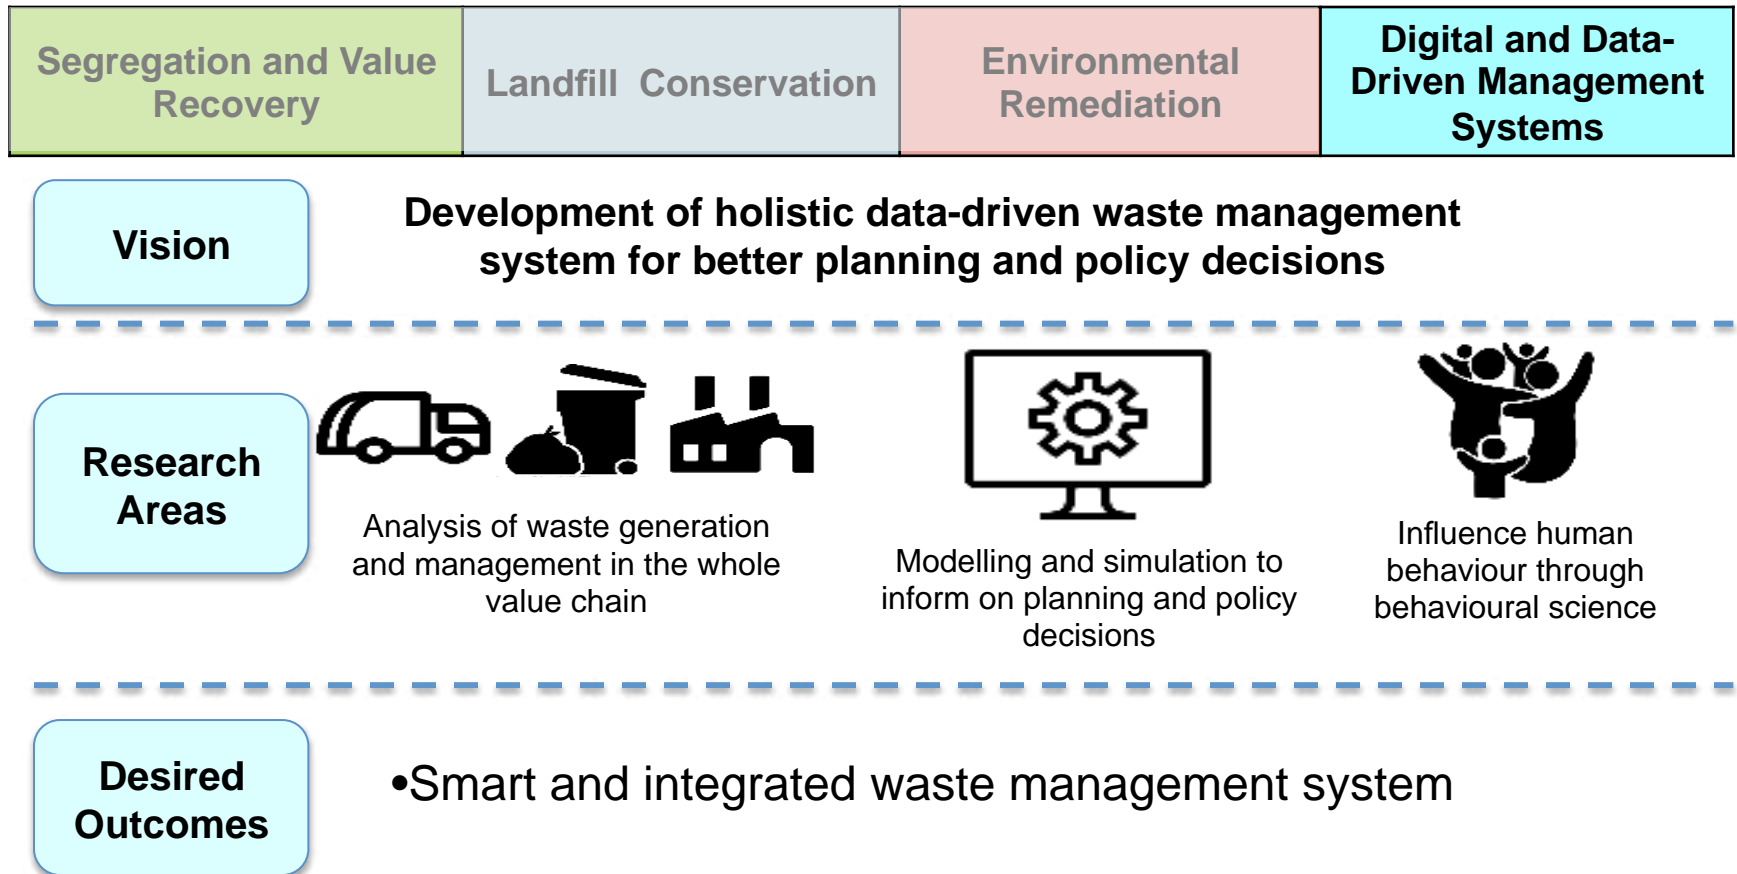 Segregation and Value
Recovery
Landfill  Conservation
Environmental
Remediation
Digital and Data-
Driven Management
Systems
Vision
Development of holistic data-driven waste management
system for better planning and policy decisions
Research
Areas
Analysis of waste generation
and management in the whole
value chain
Modelling and simulation to
inform on planning and policy
decisions
Influence human
behaviour through
behavioural science
Desired
Outcomes
•Smart and integrated waste management system